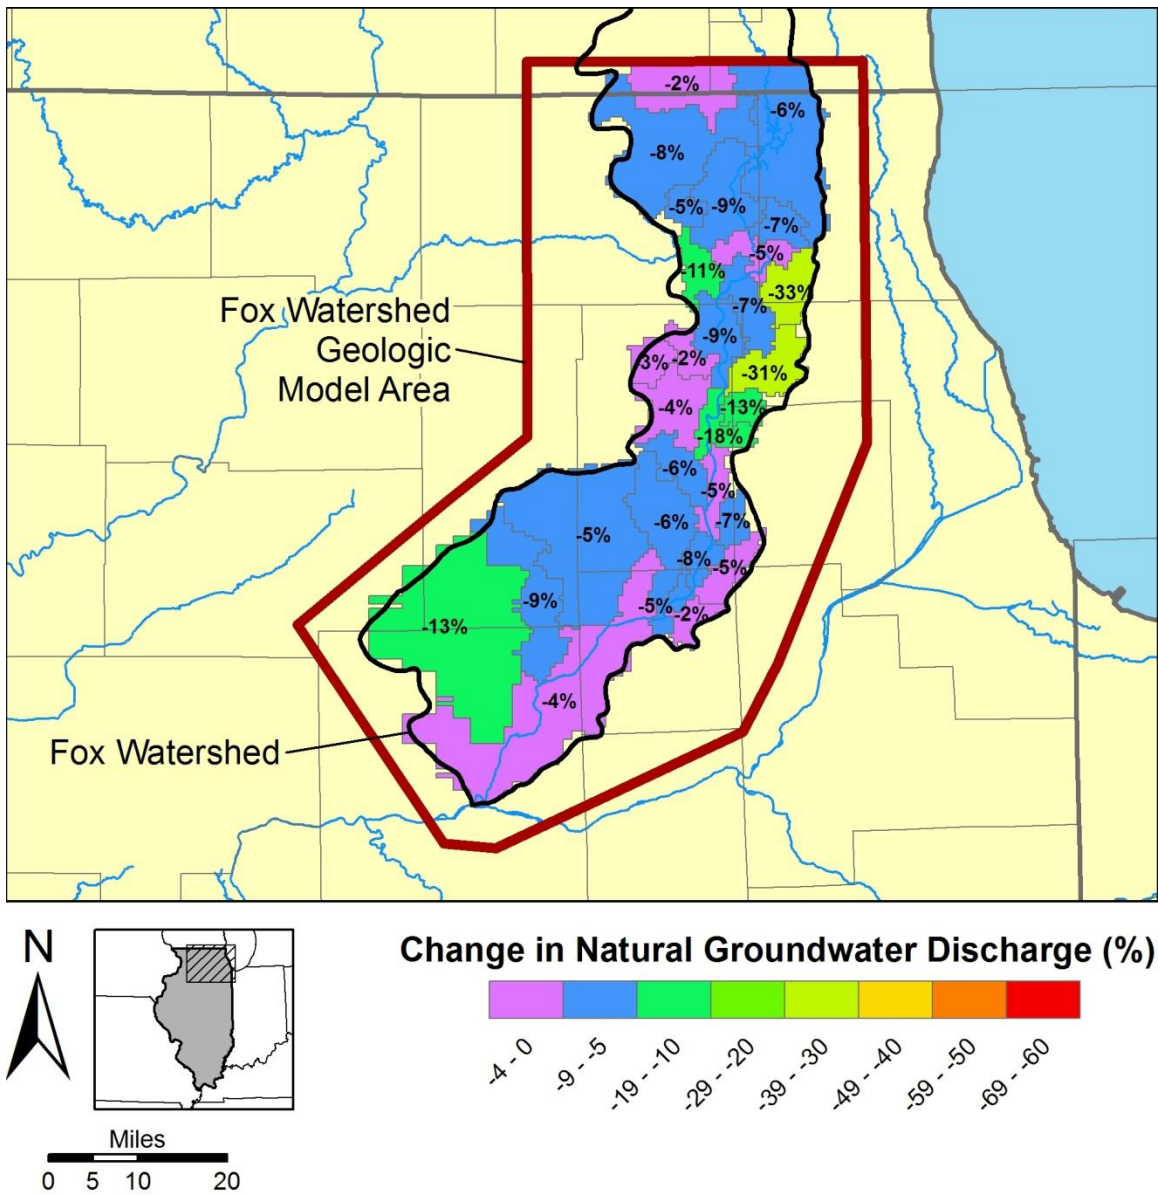 -2%
-6%
-8%
-5%
-9%
-7%
-5%
-11%
-33%
-7%
Fox Watershed
Geologic
Model Area
-9%
-2%
3%
-31%
-4%
-13%
-18%
-6%
-5%
-6%
-7%
-5%
-8%
-5%
-9%
-5%
-2%
-13%
-4%
Fox Watershed
N
Change in Natural Groundwater Discharge (%)
-4 - 0
-9 - -5
-19 - -10
-29 - -20
-39 - -30
-49 - -40
-59 - -50
-69 - -60
Miles
0 5 10 20